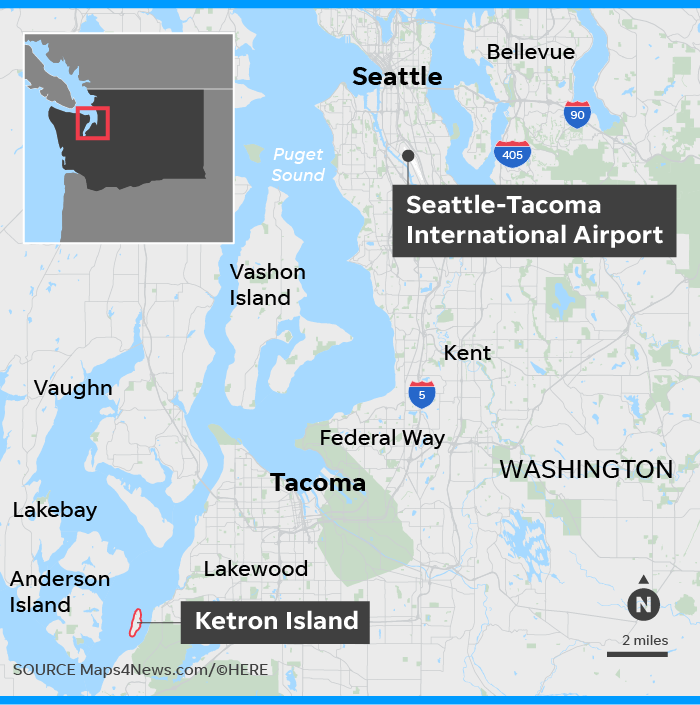 Bellevue
Seattle
90
405
Puget
Sound
Seattle-Tacoma
International Airport
Vashon
Island
Kent
Vaughn
5
Federal Way
WASHINGTON
Tacoma
Lakebay
Lakewood
Anderson
Island
N
Ketron Island
2 miles
SOURCE Maps4News.com/©HERE